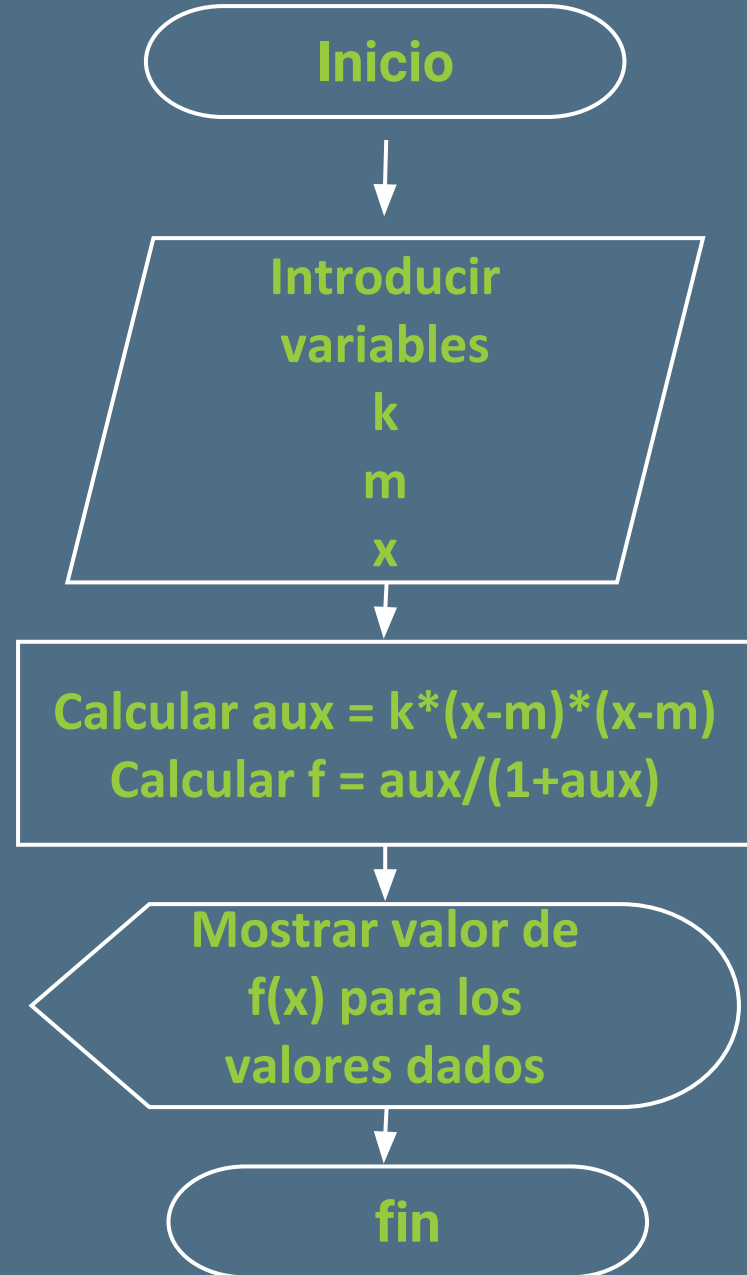 Inicio
Introducir
variables
k
m
x
Calcular aux = k*(x-m)*(x-m)
Calcular f = aux/(1+aux)
Mostrar valor de
f(x) para los
valores dados
fin